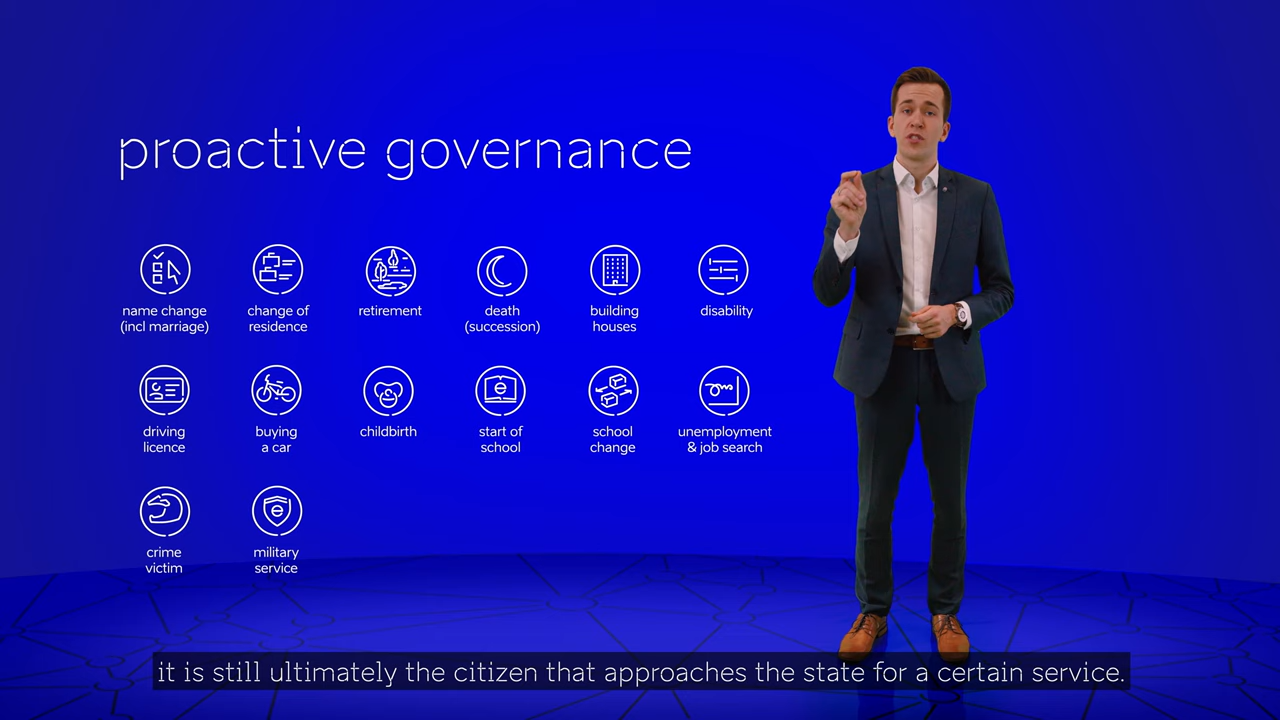 proactive governance
name change
(incl marriage)
change of
residence
retirement
death
(succession)
building
houses
disability
driving
licence
buying
a car
childbirth
start of
school
school
change
unemployment
& job search
crime
victim
military
service
it is still ultimately the citizen that approaches the state for a certain service.